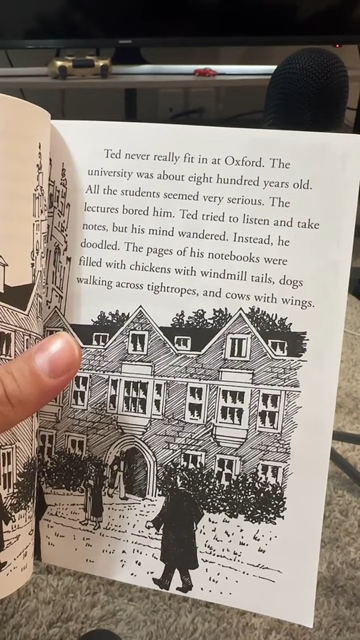 Ted never really fit in at Oxford. The
university was about eight hundred years old.
All the students seemed very serious. The
lectures bored him. Ted tried to listen and take
notes, but his mind wandered. Instead, he
doodled. The pages of his notebooks were
filled with chickens with windmill tails, dogs
walking across tightropes, and cows with wings.